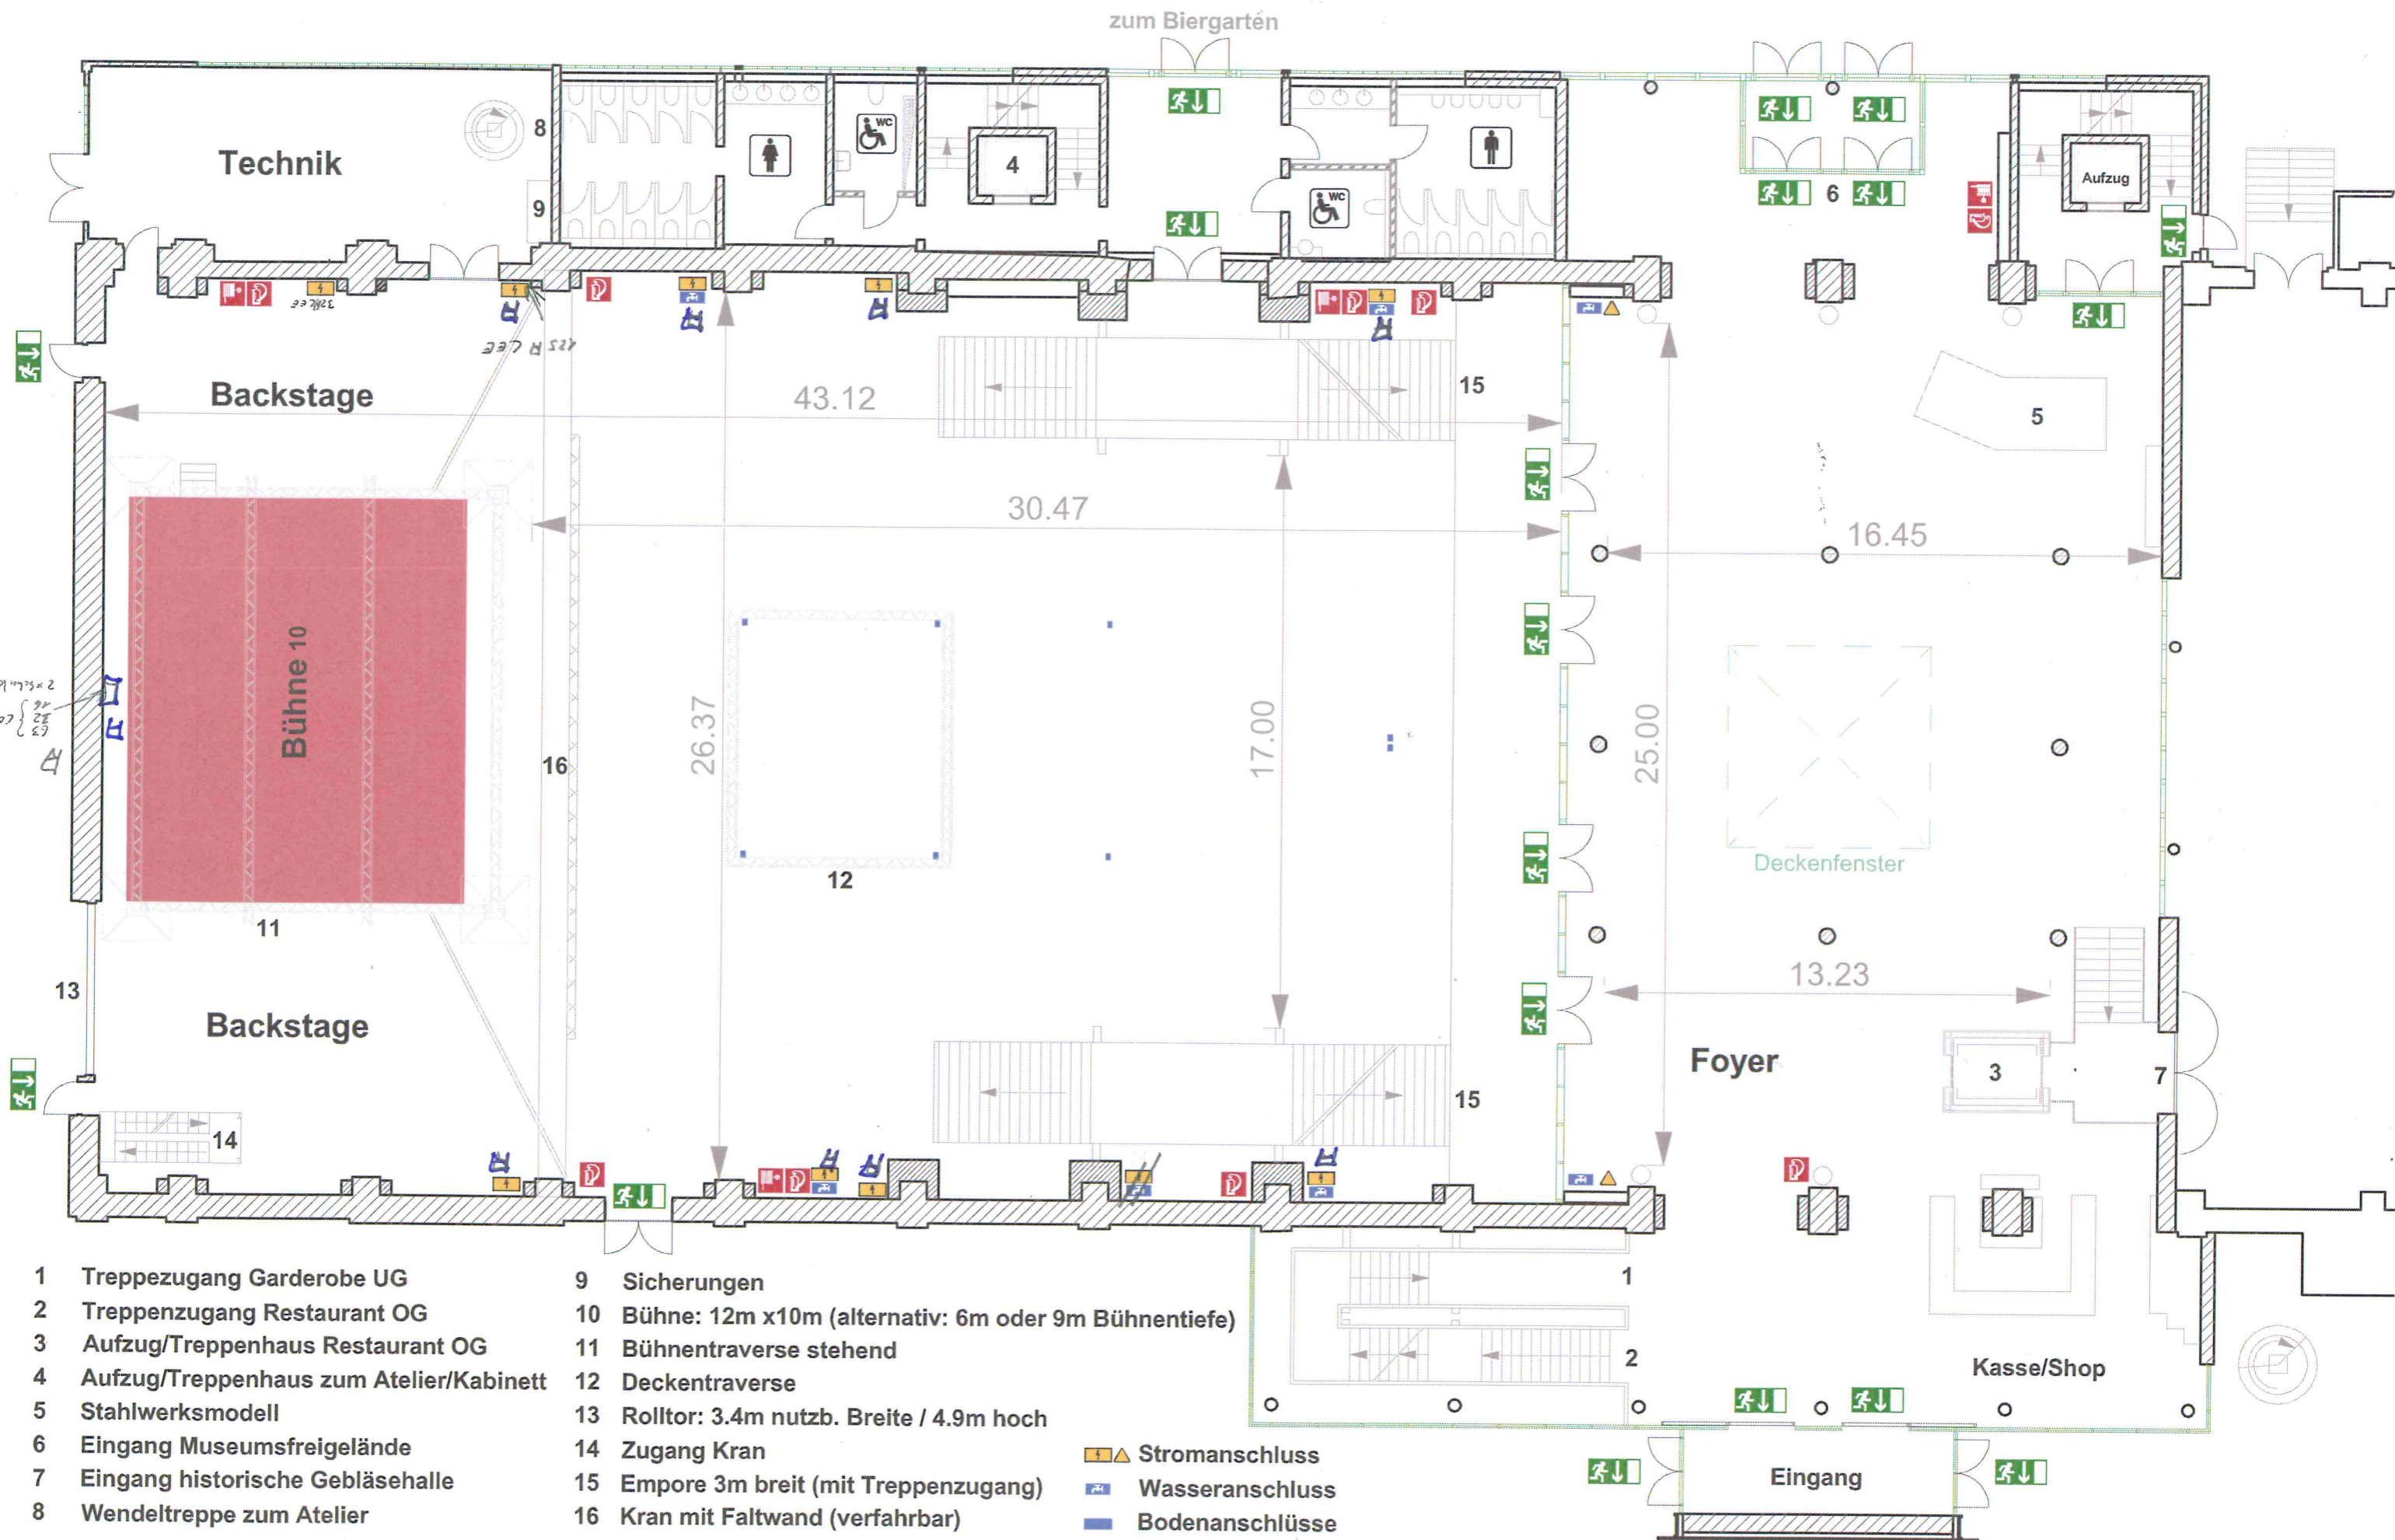 zum Biergarten
Technik
8
9
WC
4
WC
6
Aufzug
Backstage
43.12
15
5
30.47
16.45
Bühne 10
16
26.37
17.00
25.00
12
Deckenfenster
11
13
13.23
Backstage
Foyer
3
7
15
14
1
2
Kasse/Shop
Eingang
1 Treppezugang Garderobe UG
2 Treppenzugang Restaurant OG
3 Aufzug/Treppenhaus Restaurant OG
4 Aufzug/Treppenhaus zum Atelier/Kabinett
5 Stahlwerksmodell
6 Eingang Museumsfreigelände
7 Eingang historische Gebläsehalle
8 Wendeltreppe zum Atelier
9 Sicherungen
10 Bühne: 12m x10m (alternativ: 6m oder 9m Bühnentiefe)
11 Bühnentraverse stehend
12 Deckentraverse
13 Rolltor: 3.4m nutzb. Breite / 4.9m hoch
14 Zugang Kran
15 Empore 3m breit (mit Treppenzugang)
16 Kran mit Faltwand (verfahrbar)
Stromanschluss
Wasseranschluss
Bodenanschlüsse